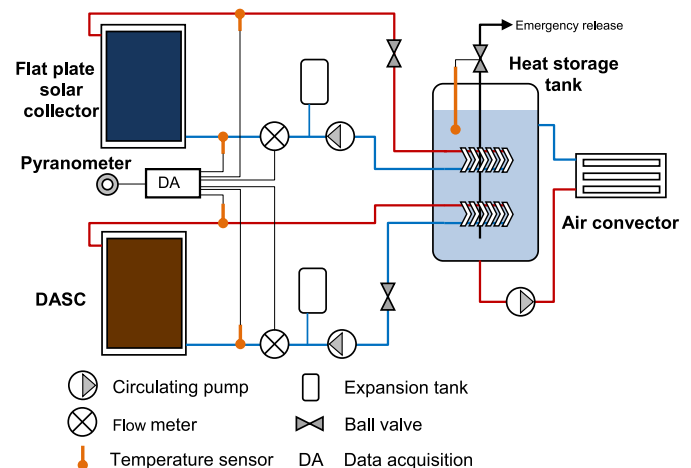 Emergency release
Flat plate
solar
collector
Heat storage
tank
Pyranometer
DA
Air convector
DASC
Circulating pump
Expansion tank
Flow meter
Ball valve
Temperature sensor
DA Data acquisition